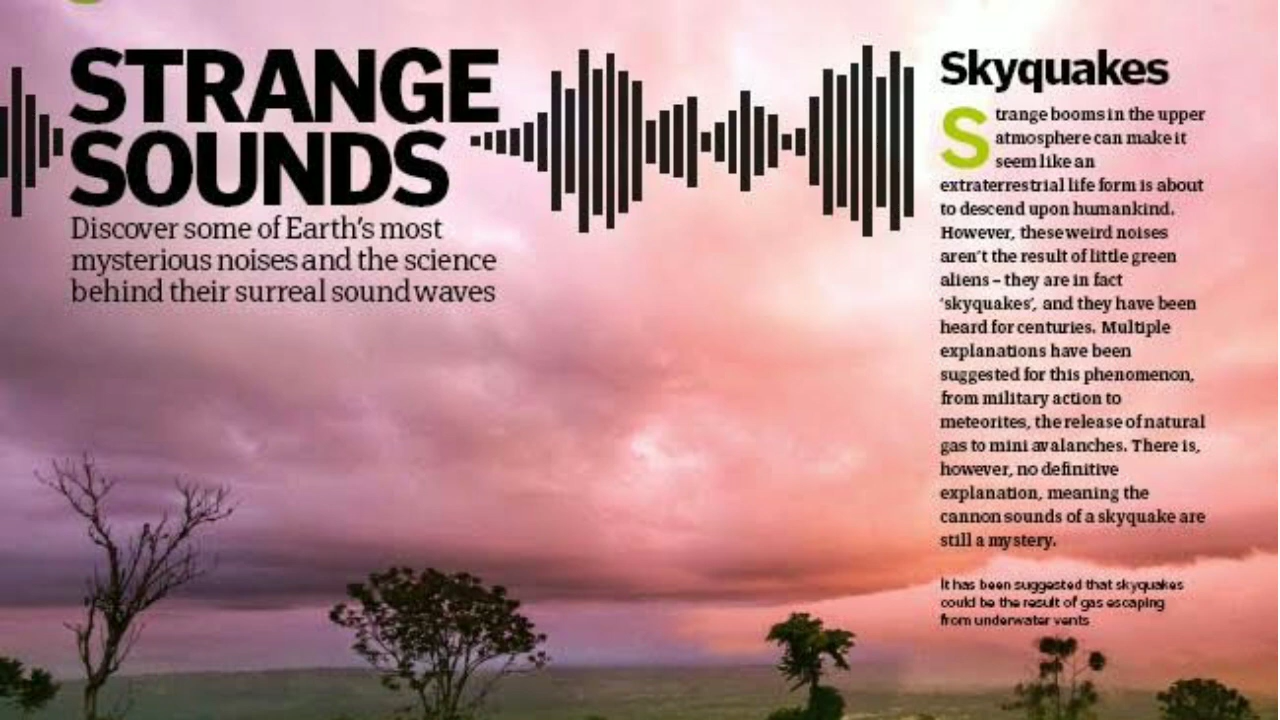 STRANGE
SOUNDS
Discover some of Earth's most
mysterious noises and the science
behind their surreal sound waves
Skyquakes
Strange booms in the upper
atmosphere can make it
seem like an
extraterrestrial life form is about
to descend upon humankind.
However, these weird noises
aren't the result of little green
aliens – they are in fact
'skyquakes', and they have been
heard for centuries. Multiple
explanations have been
suggested for this phenomenon,
from military action to
meteorites, the release of natural
gas to mini avalanches. There is,
however, no definitive
explanation, meaning the
cannon sounds of a skyquake are
still a mystery.
It has been suggested that skyquakes
could be the result of gas escaping
from underwater vents